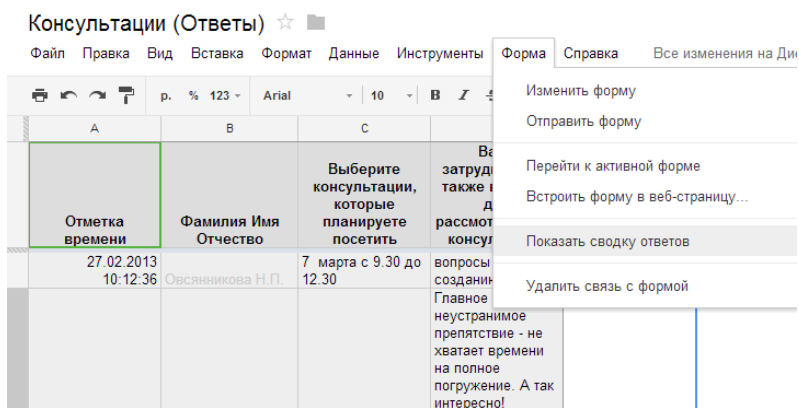 Консультации (Ответы)
Файл Правка Вид Вставка Формат Данные Инструменты Форма Справка Все изменения на
р. % 123 Arial 10 B I
A B C
Отметка
времени
Фамилия Имя
Отчество
Выберите
консультации,
которые
планируете
посетить
также
27.02.2013
10:12:36
Овсянникова Н.П.
7 марта с 9.30 до
12.30
вопросы
Главное
неустранимое
препятствие - не
хватает времени
на полное
погружение. А так
интересно!
Изменить форму
Отправить форму
Перейти к активной форме
Встроить форму в веб-страницу...
Показать сводку ответов
Удалить связь с формой